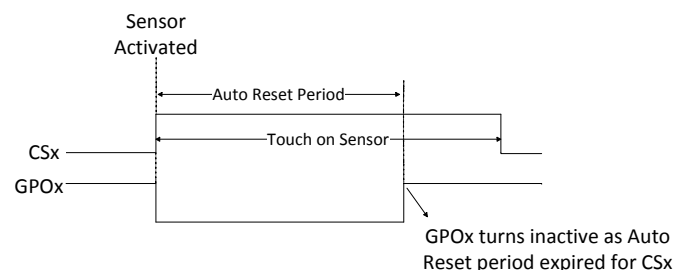 Sensor
Activated
Auto Reset Period
Touch on Sensor
CSx
GPOx
GPOx turns inactive as Auto
Reset period expired for CSx